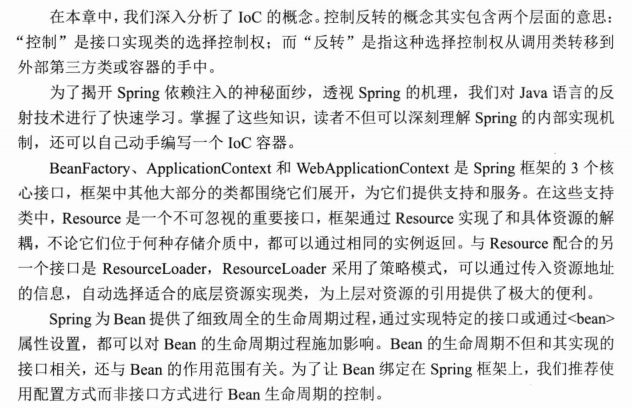 在本章中，我们深入分析了 IoC 的概念。控制反转的概念其实包含两个层面的意思：
“控制”是接口实现类的选择控制权；而“反转”是指这种选择控制权从调用类转移到
外部第三方类或容器的手中。
为了揭开 Spring 依赖注入的神秘面纱，透视 Spring 的机理，我们对 Java 语言的反
射技术进行了快速学习。掌握了这些知识，读者不但可以深刻理解 Spring 的内部实现机
制，还可以自己动手编写一个 IoC 容器。
BeanFactory、ApplicationContext 和 WebApplicationContext 是 Spring 框架的 3 个核
心接口，框架中其他大部分的类都围绕它们展开，为它们提供支持和服务。在这些支持
类中，Resource 是一个不可忽视的重要接口，框架通过 Resource 实现了和具体资源的解
耦，不论它们位于何种存储介质中，都可以通过相同的实例返回。与 Resource 配合的另
一个接口是 ResourceLoader，ResourceLoader 采用了策略模式，可以通过传入资源地址
的信息，自动选择适合的底层资源实现类，为上层对资源的引用提供了极大的便利。
Spring 为 Bean 提供了细致周全的生命周期过程，通过实现特定的接口或通过<bean>
属性设置，都可以对 Bean 的生命周期过程施加影响。Bean 的生命周期不但和其实现的
接口相关，还与 Bean 的作用范围有关。为了让 Bean 绑定在 Spring 框架上，我们推荐使
用配置方式而非接口方式进行 Bean 生命周期的控制。